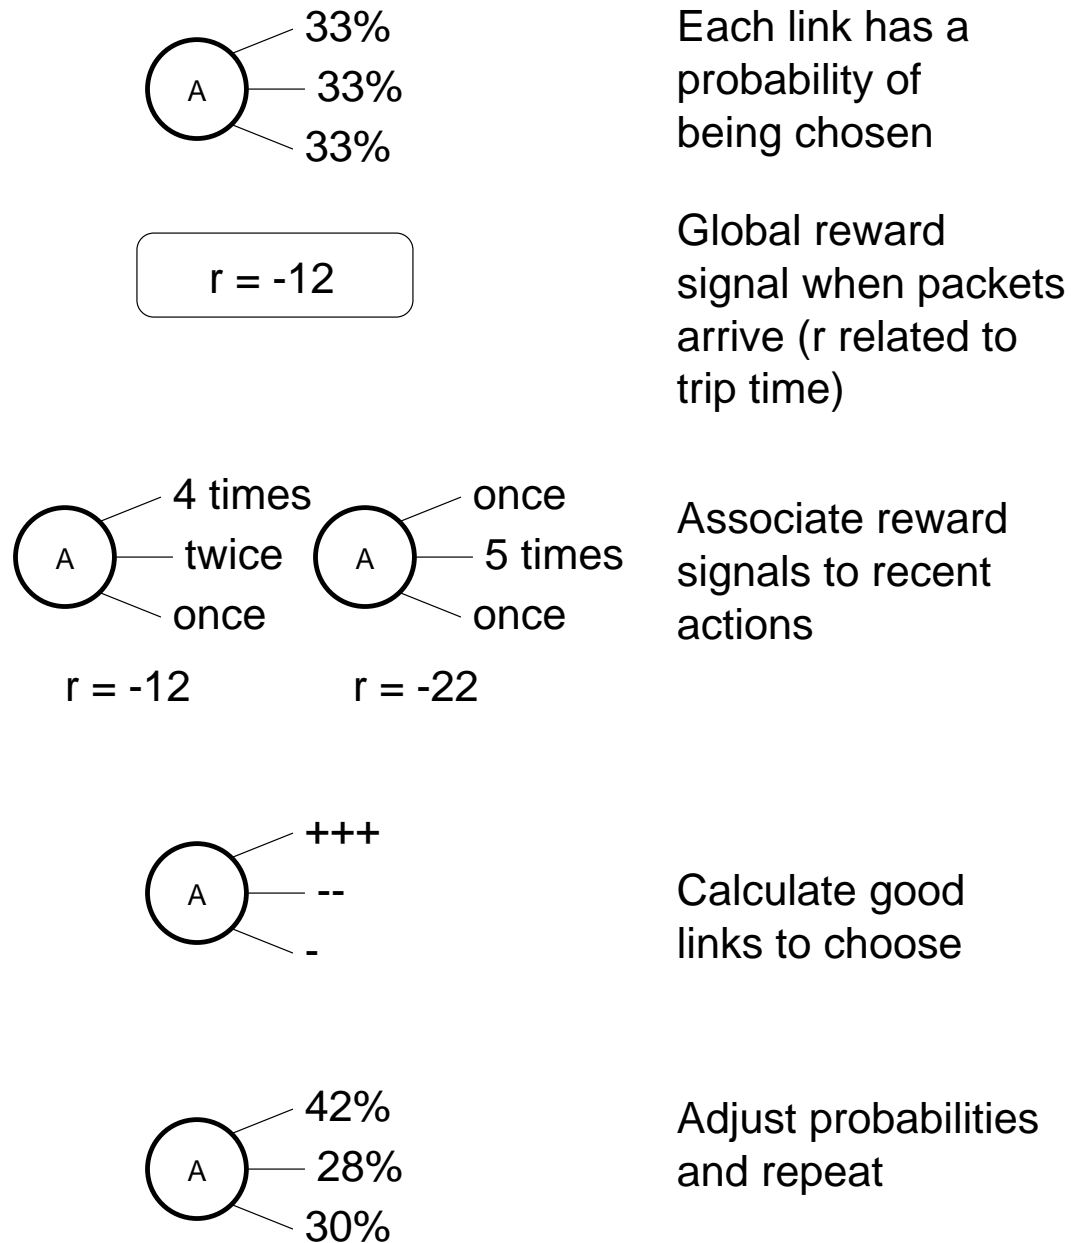 33%
A
33%
33%
Each link has a
probability of
being chosen
r = -12
Global reward
signal when packets
arrive (r related to
trip time)
4 times
A
twice
once
r = -12
once
A
5 times
once
r = -22
Associate reward
signals to recent
actions
+++
A
--
-
Calculate good
links to choose
42%
A
28%
30%
Adjust probabilities
and repeat